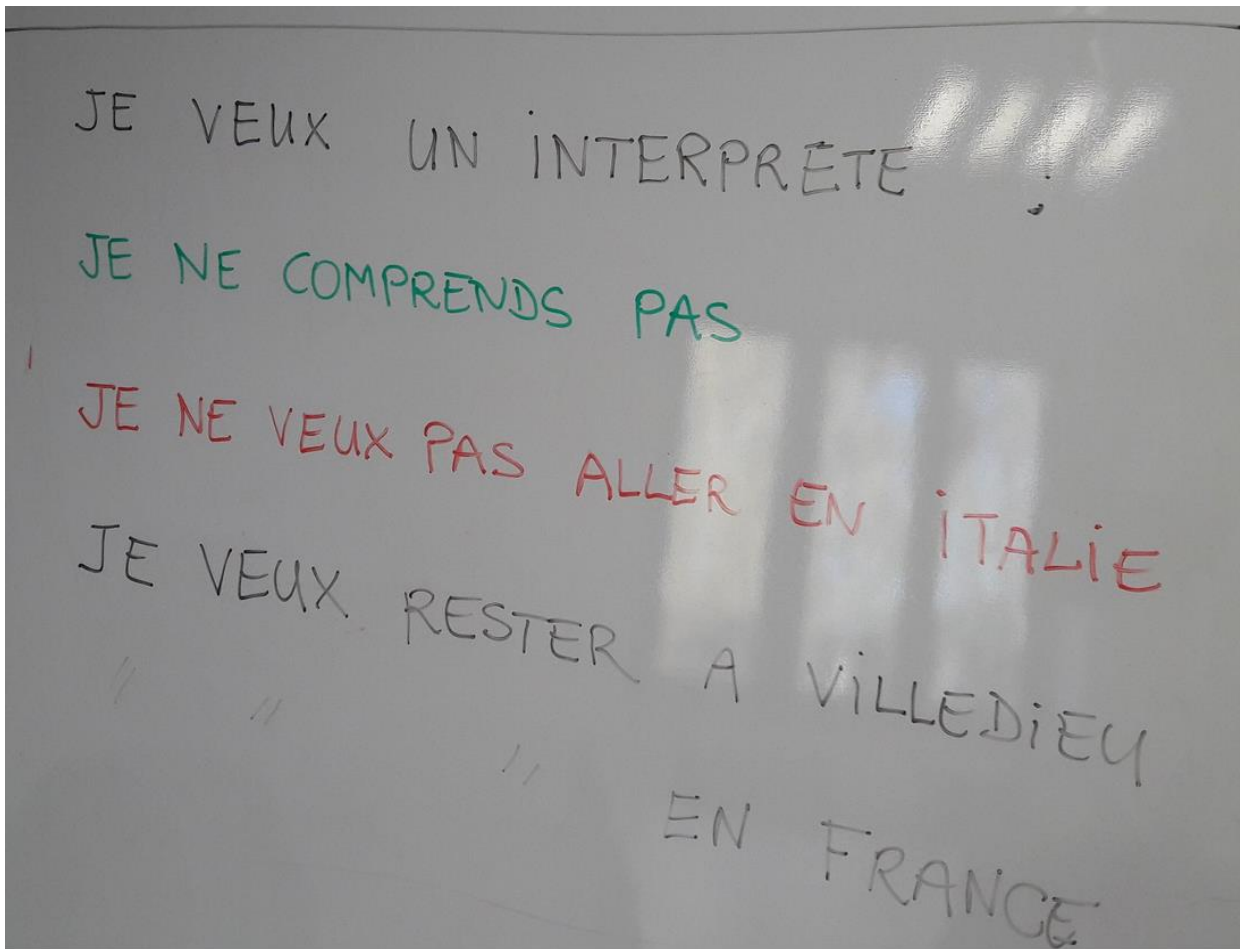 JE VEUX UN INTERPRÈTE ;
JE NE COMPRENDS PAS
JE NE VEUX PAS ALLER EN ITALIE
JE VEUX RESTER A VILLEDIEU
" " " EN FRANCE